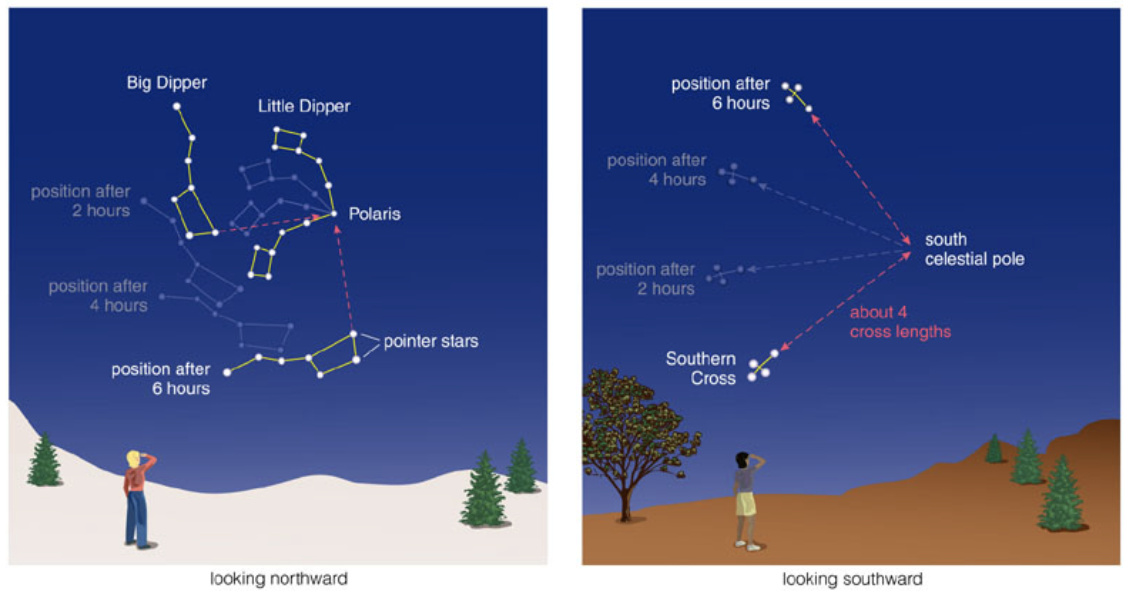 Big Dipper
Little Dipper
position after
2 hours
Polaris
position after
4 hours
pointer stars
position after
6 hours
looking northward
position after
6 hours
position after
4 hours
south
celestial pole
position after
2 hours
about 4
cross lengths
Southern
Cross
looking southward